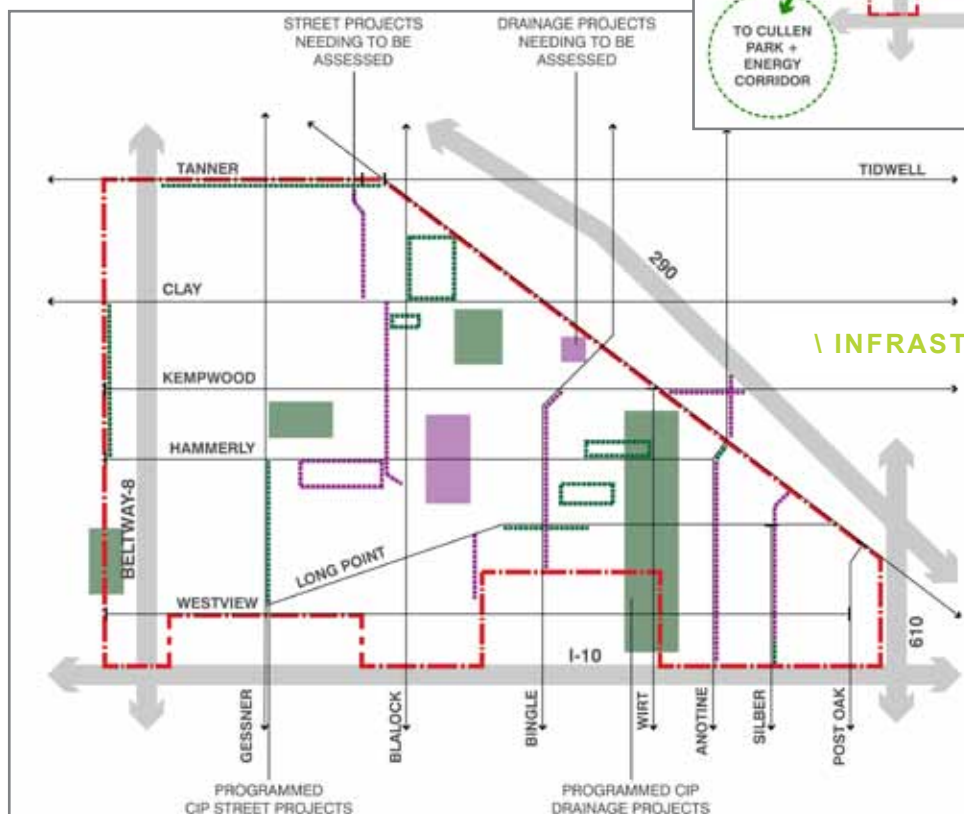 STREET PROJECTS
NEEDING TO BE
ASSESSED
DRAINAGE PROJECTS
NEEDING TO BE
ASSESSED
TO CULLEN
PARK +
ENERGY
CORRIDOR
TANNER
TIDWELL
290
CLAY
\ INFRAST
KEMPWOOD
HAMMERLY
BELTWAY-8
LONG POINT
WESTVIEW
I-10
610
GESSNER
BLALOCK
BINGLE
WIRT
ANOTINE
SILBER
POST OAK
PROGRAMMED
CIP STREET PROJECTS
PROGRAMMED CIP
DRAINAGE PROJECTS